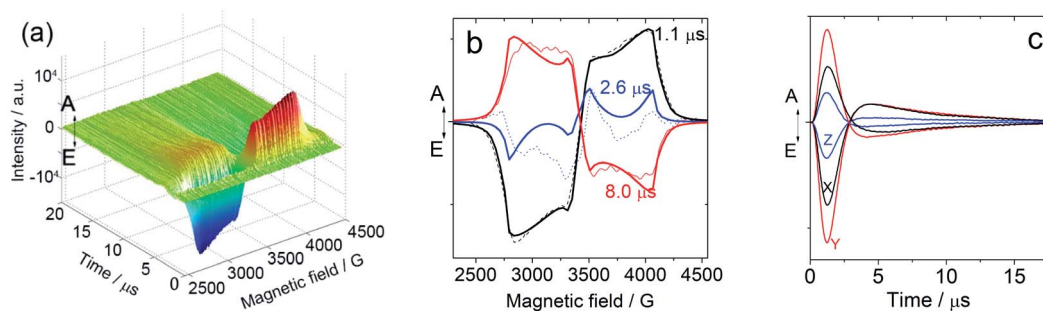 (a)
Intensity / a.u.
10⁴
0
-10⁴
A
E
20
15
10
5
0
Time / µs
2500
3000
3500
4000
4500
Magnetic field / G
b
A
E
1.1 µs
2.6 µs
8.0 µs
2500
3000
3500
4000
4500
Magnetic field / G
c
A
E
Z
X
Y
0
5
10
15
Time / µs